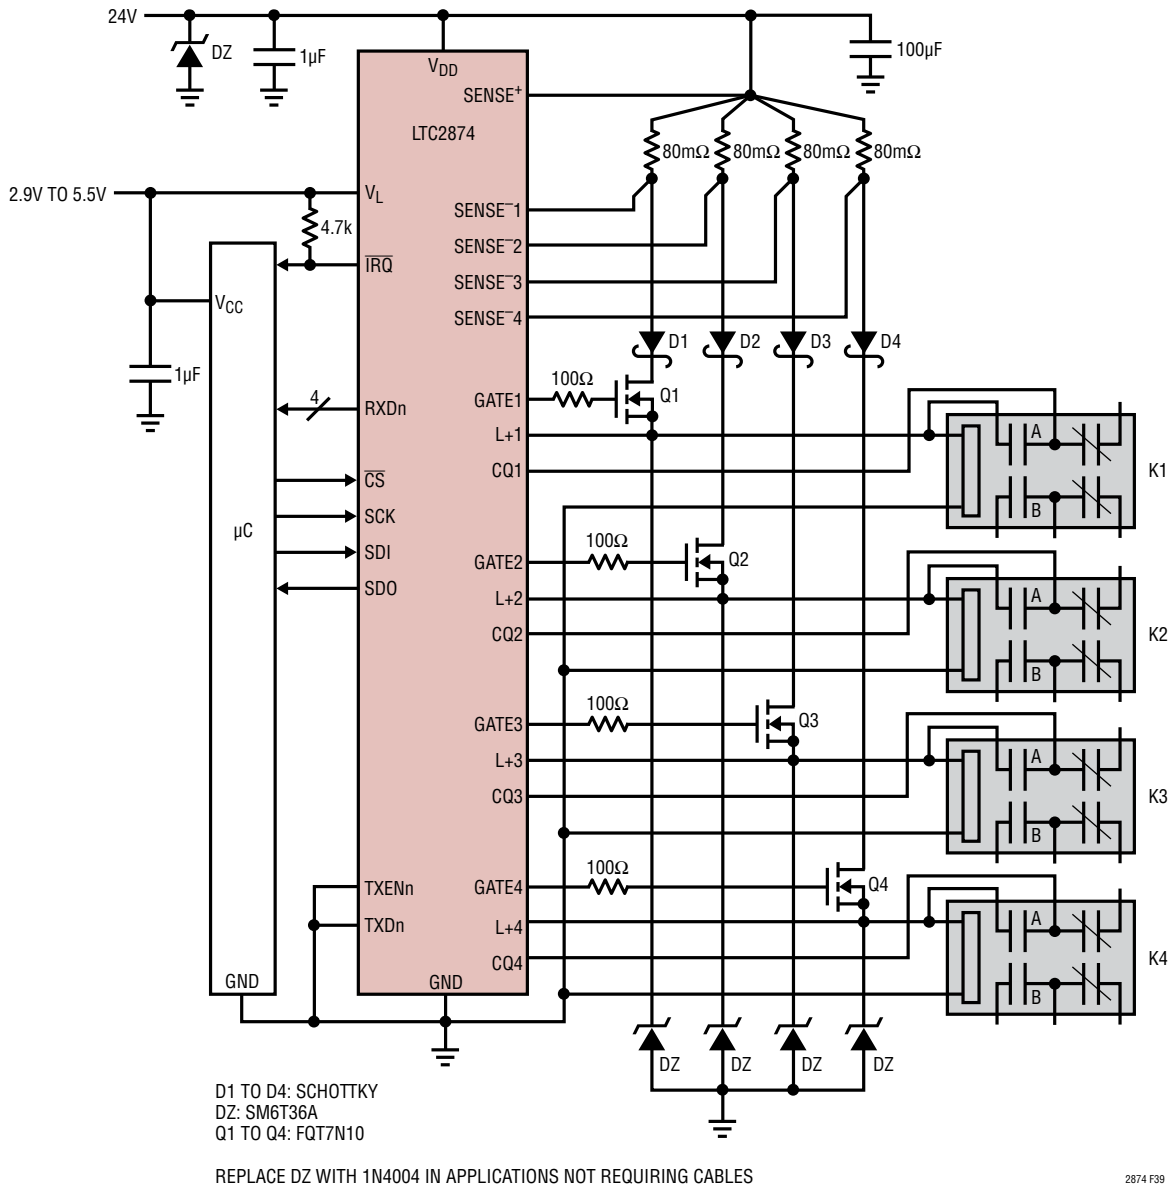 24V
DZ
1µF
100µF
VDD
SENSE+
LTC2874
80mΩ 80mΩ 80mΩ 80mΩ
2.9V TO 5.5V
VL
SENSE–1
4.7k
SENSE–2
IRQ
SENSE–3
VCC
SENSE–4
D1 D2 D3 D4
1µF
100Ω
GATE1
Q1
4
RXDn
L+1
A
CQ1
K1
CS
B
SCK
µC
100Ω
SDI
GATE2
Q2
SDO
L+2
A
CQ2
K2
B
100Ω
GATE3
Q3
L+3
A
CQ3
K3
B
100Ω
TXENn
GATE4
Q4
TXDn
L+4
A
CQ4
K4
GND
GND
B
DZ DZ DZ DZ
D1 TO D4: SCHOTTKY
DZ: SM6T36A
Q1 TO Q4: FQT7N10
REPLACE DZ WITH 1N4004 IN APPLICATIONS NOT REQUIRING CABLES
2874 F39